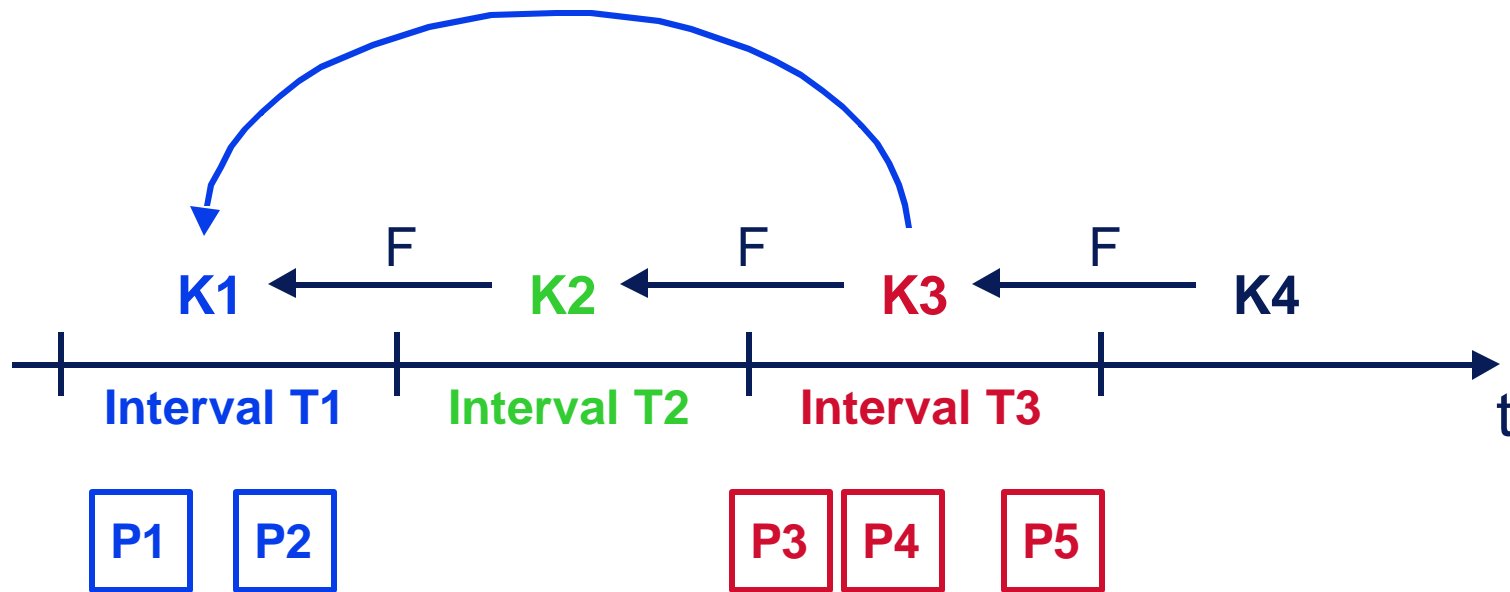 F F F
K1 K2 K3 K4
Interval T1 Interval T2 Interval T3
t
P1 P2 P3 P4 P5